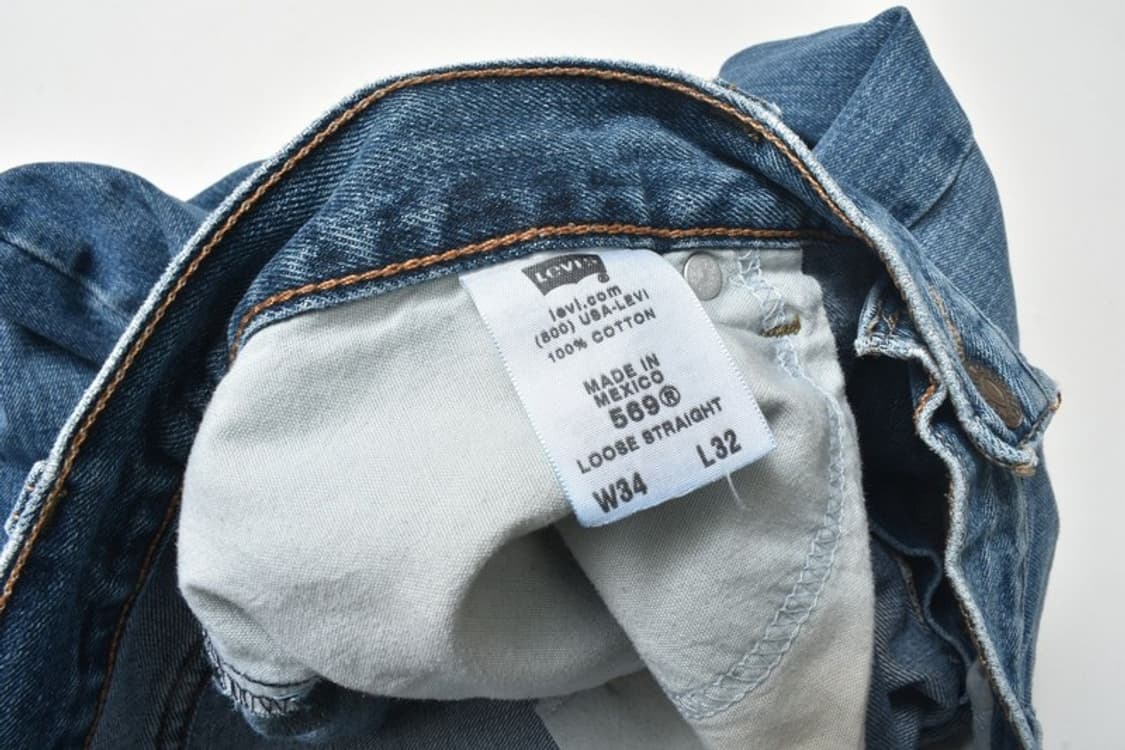 LEVI'S®
levi.com
(800) USA-LEVI
100% COTTON
MADE IN
MEXICO
569®
LOOSE STRAIGHT
W34 L32